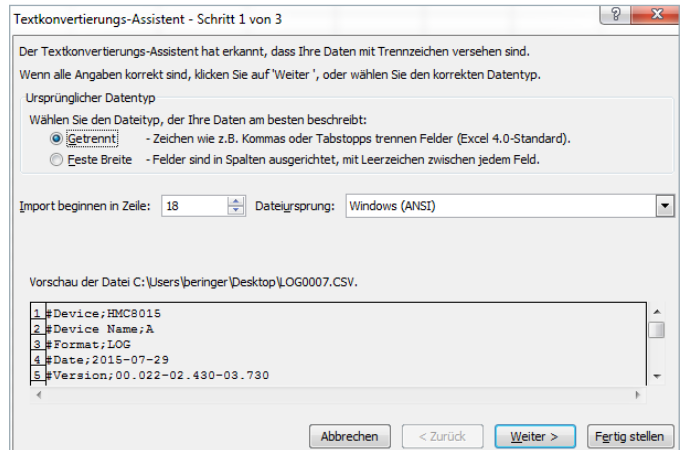 Textkonvertierungs-Assistent - Schritt 1 von 3
Der Textkonvertierungs-Assistent hat erkannt, dass Ihre Daten mit Trennzeichen versehen sind.
Wenn alle Angaben korrekt sind, klicken Sie auf 'Weiter ', oder wählen Sie den korrekten Datentyp.
Ursprünglicher Datentyp
Wählen Sie den Dateityp, der Ihre Daten am besten beschreibt:
Getrennt - Zeichen wie z.B. Kommas oder Tabstopps trennen Felder (Excel 4.0-Standard).
Feste Breite - Felder sind in Spalten ausgerichtet, mit Leerzeichen zwischen jedem Feld.
Import beginnen in Zeile: 18 Dateiursprung: Windows (ANSI)
Vorschau der Datei C:\Users\beringer\Desktop\LOG0007.CSV.
1 #Device;HMC8015
2 #Device Name;A
3 #Format;LOG
4 #Date;2015-07-29
5 #Version;00.022-02.430-03.730
Abbrechen < Zurück Weiter > Fertig stellen